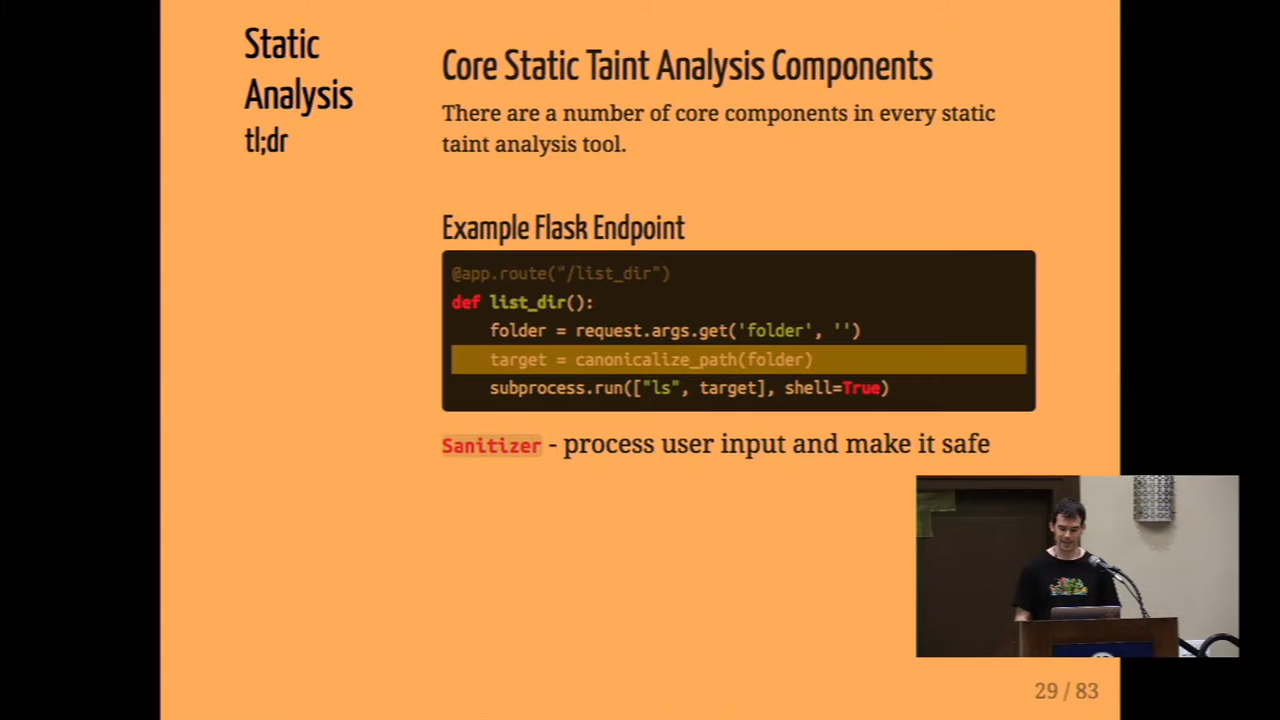 Static
Analysis
tl;dr
Core Static Taint Analysis Components
There are a number of core components in every static
taint analysis tool.
Example Flask Endpoint
@app.route("/list_dir")
def list_dir():
folder = request.args.get('folder', '')
target = canonicalize_path(folder)
subprocess.run(["ls", target], shell=True)
Sanitizer - process user input and make it safe
29 / 83